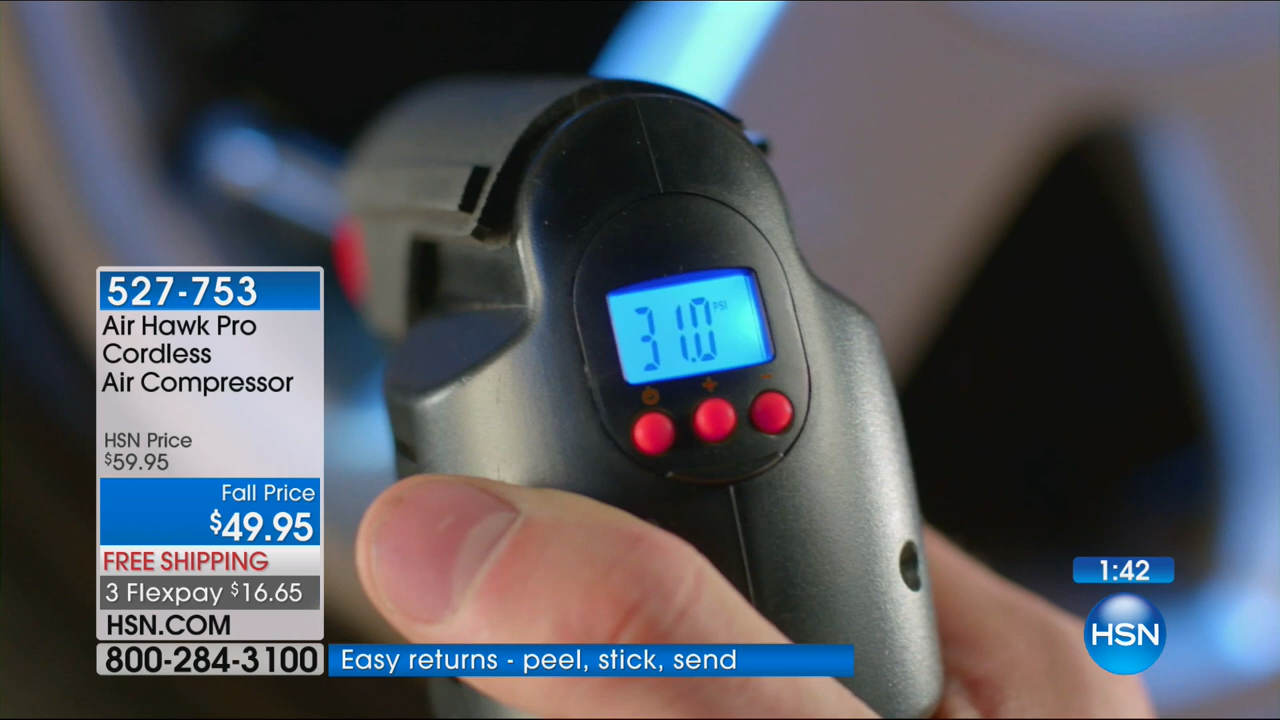 527-753
Air Hawk Pro
Cordless
Air Compressor
HSN Price
$59.95
Fall Price
$49.95
FREE SHIPPING
3 Flexpay $16.65
HSN.COM
800-284-3100
Easy returns - peel, stick, send
31.0 PSI
+
-
1:42
HSN